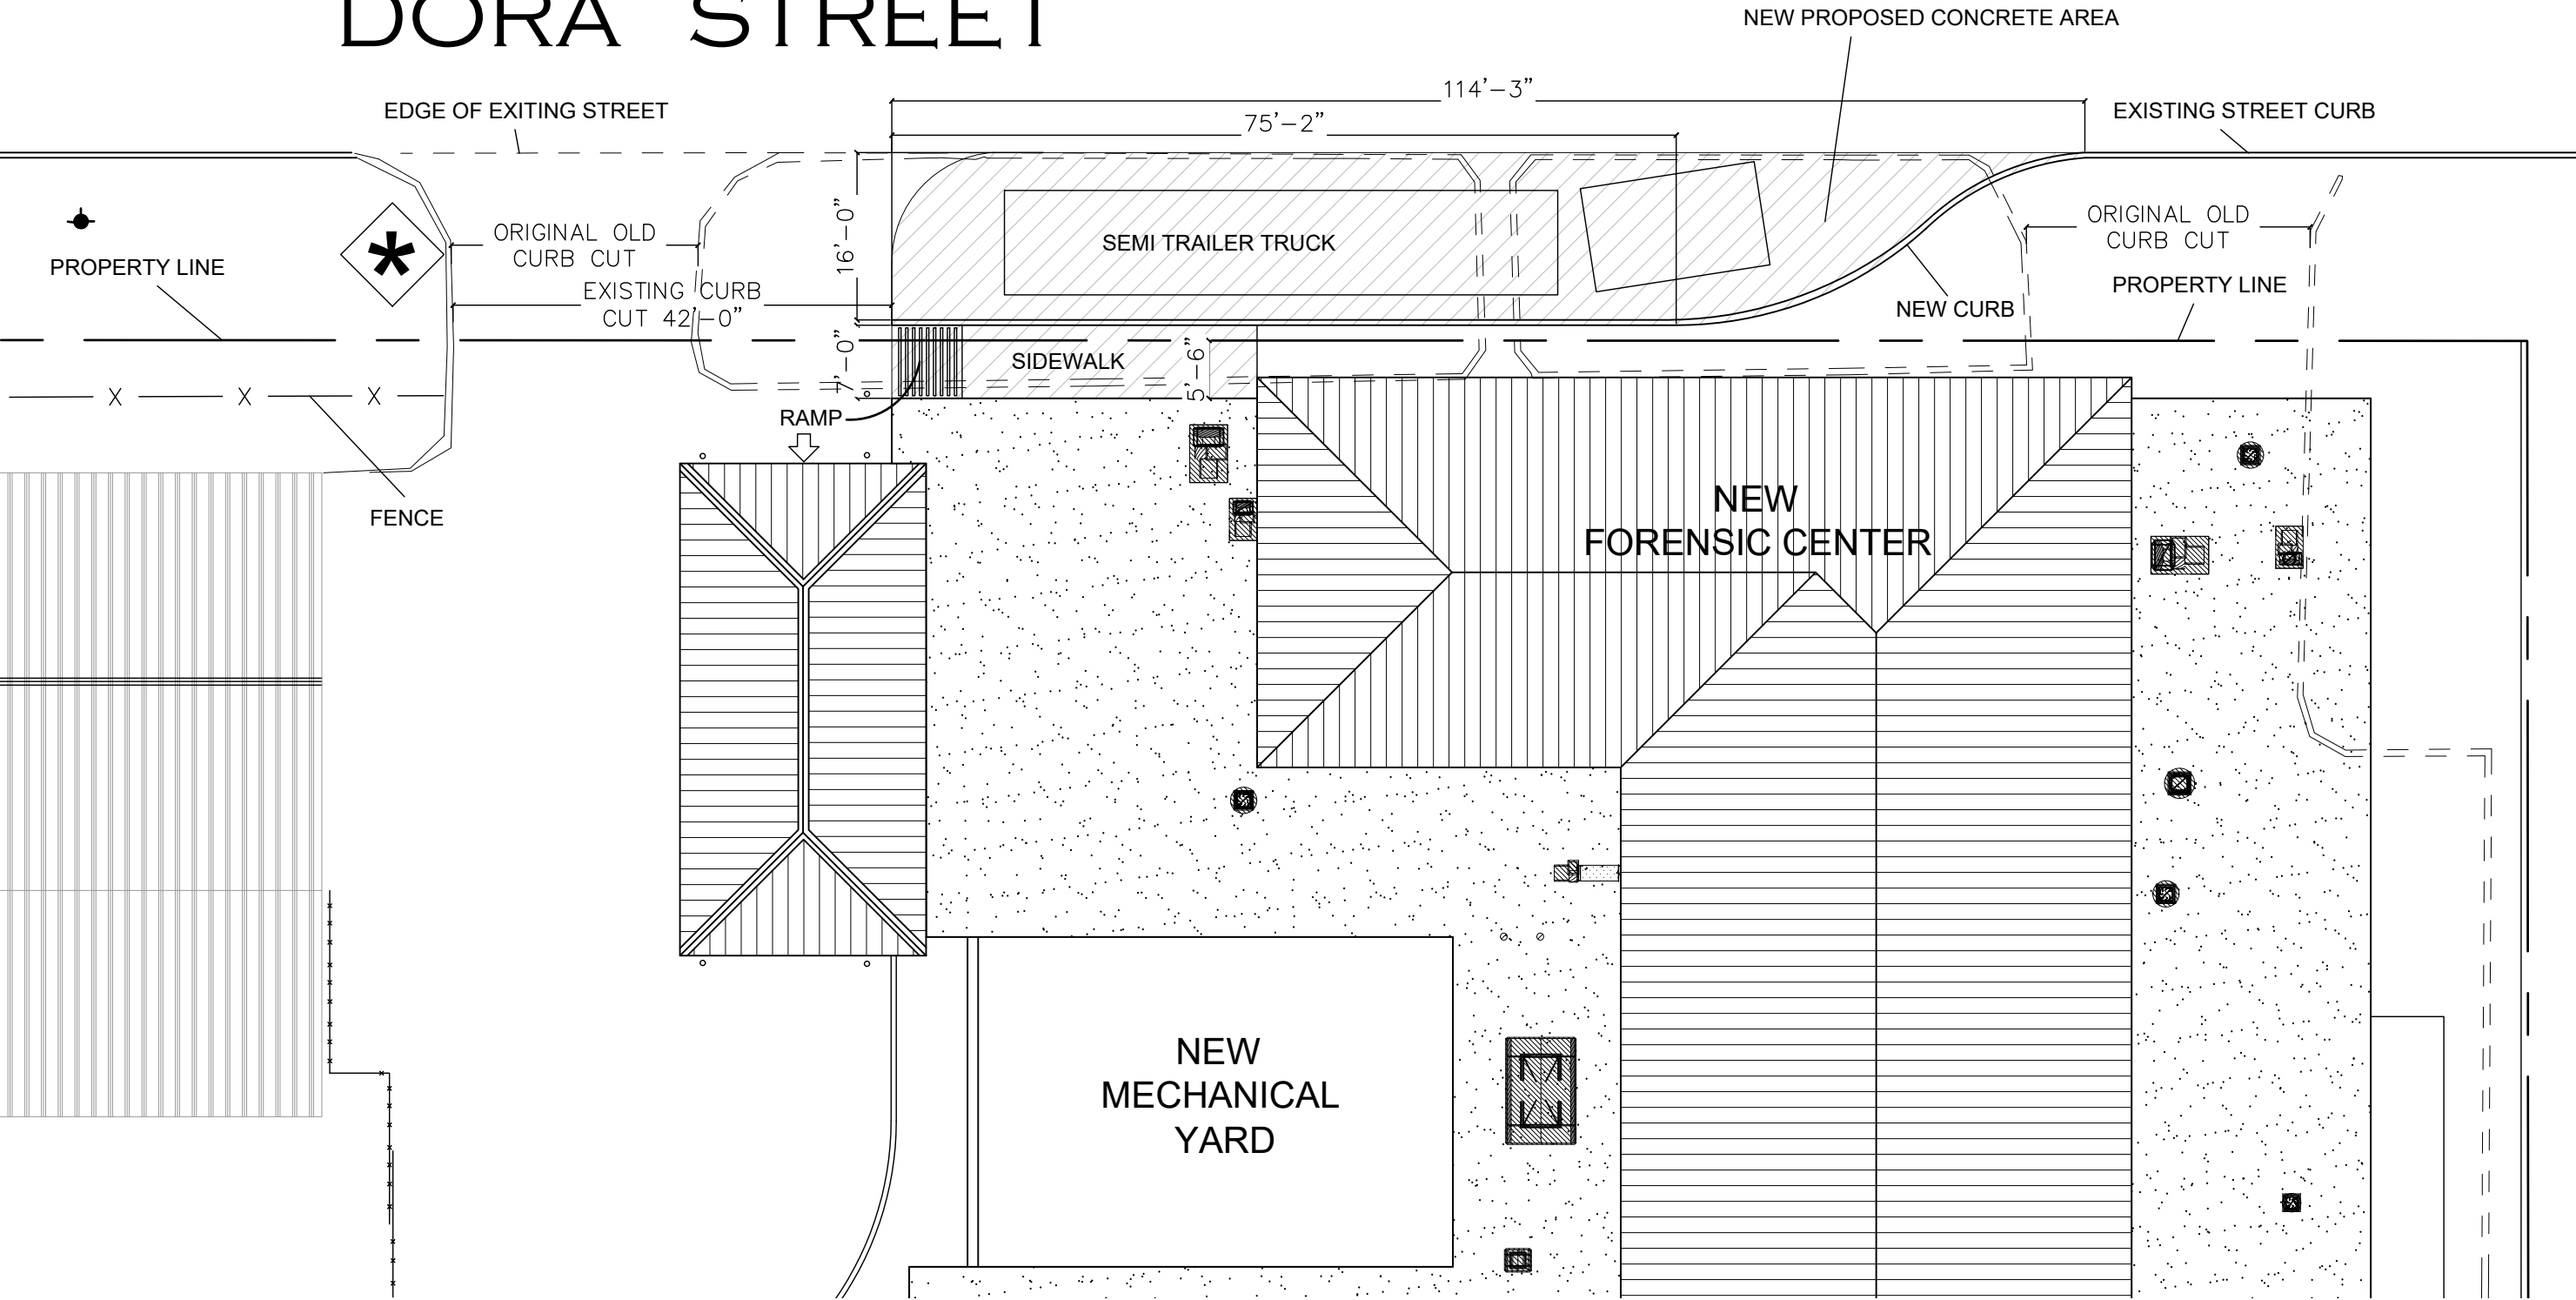 DORA STREET
NEW PROPOSED CONCRETE AREA
114'-3"
EDGE OF EXITING STREET
75'-2"
EXISTING STREET CURB
ORIGINAL OLD
CURB CUT
16'-0"
SEMI TRAILER TRUCK
ORIGINAL OLD
CURB CUT
PROPERTY LINE
EXISTING CURB
CUT 42'-0"
NEW CURB
PROPERTY LINE
7'-0"
SIDEWALK
5'-6"
X X X
RAMP
FENCE
NEW
FORENSIC CENTER
NEW
MECHANICAL
YARD